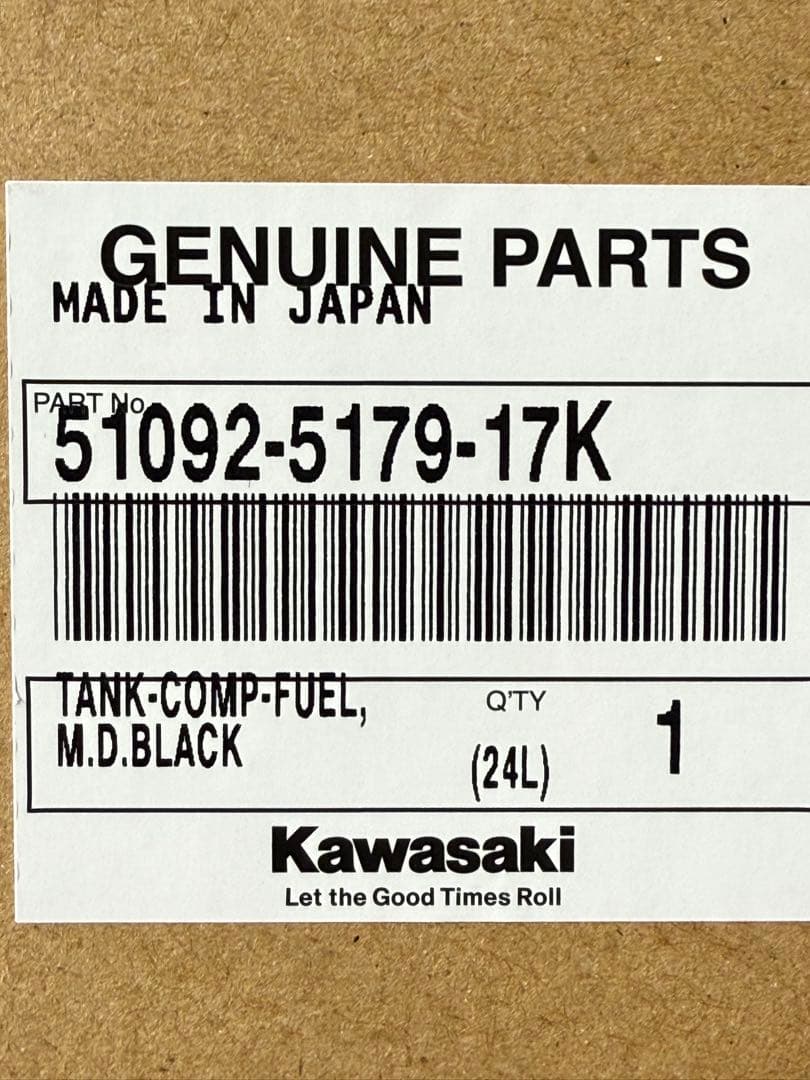 GENUINE PARTS
MADE IN JAPAN
PART No.
51092-5179-17K
TANK-COMP-FUEL,
M.D.BLACK
Q'TY
(24L)
1
Kawasaki
Let the Good Times Roll